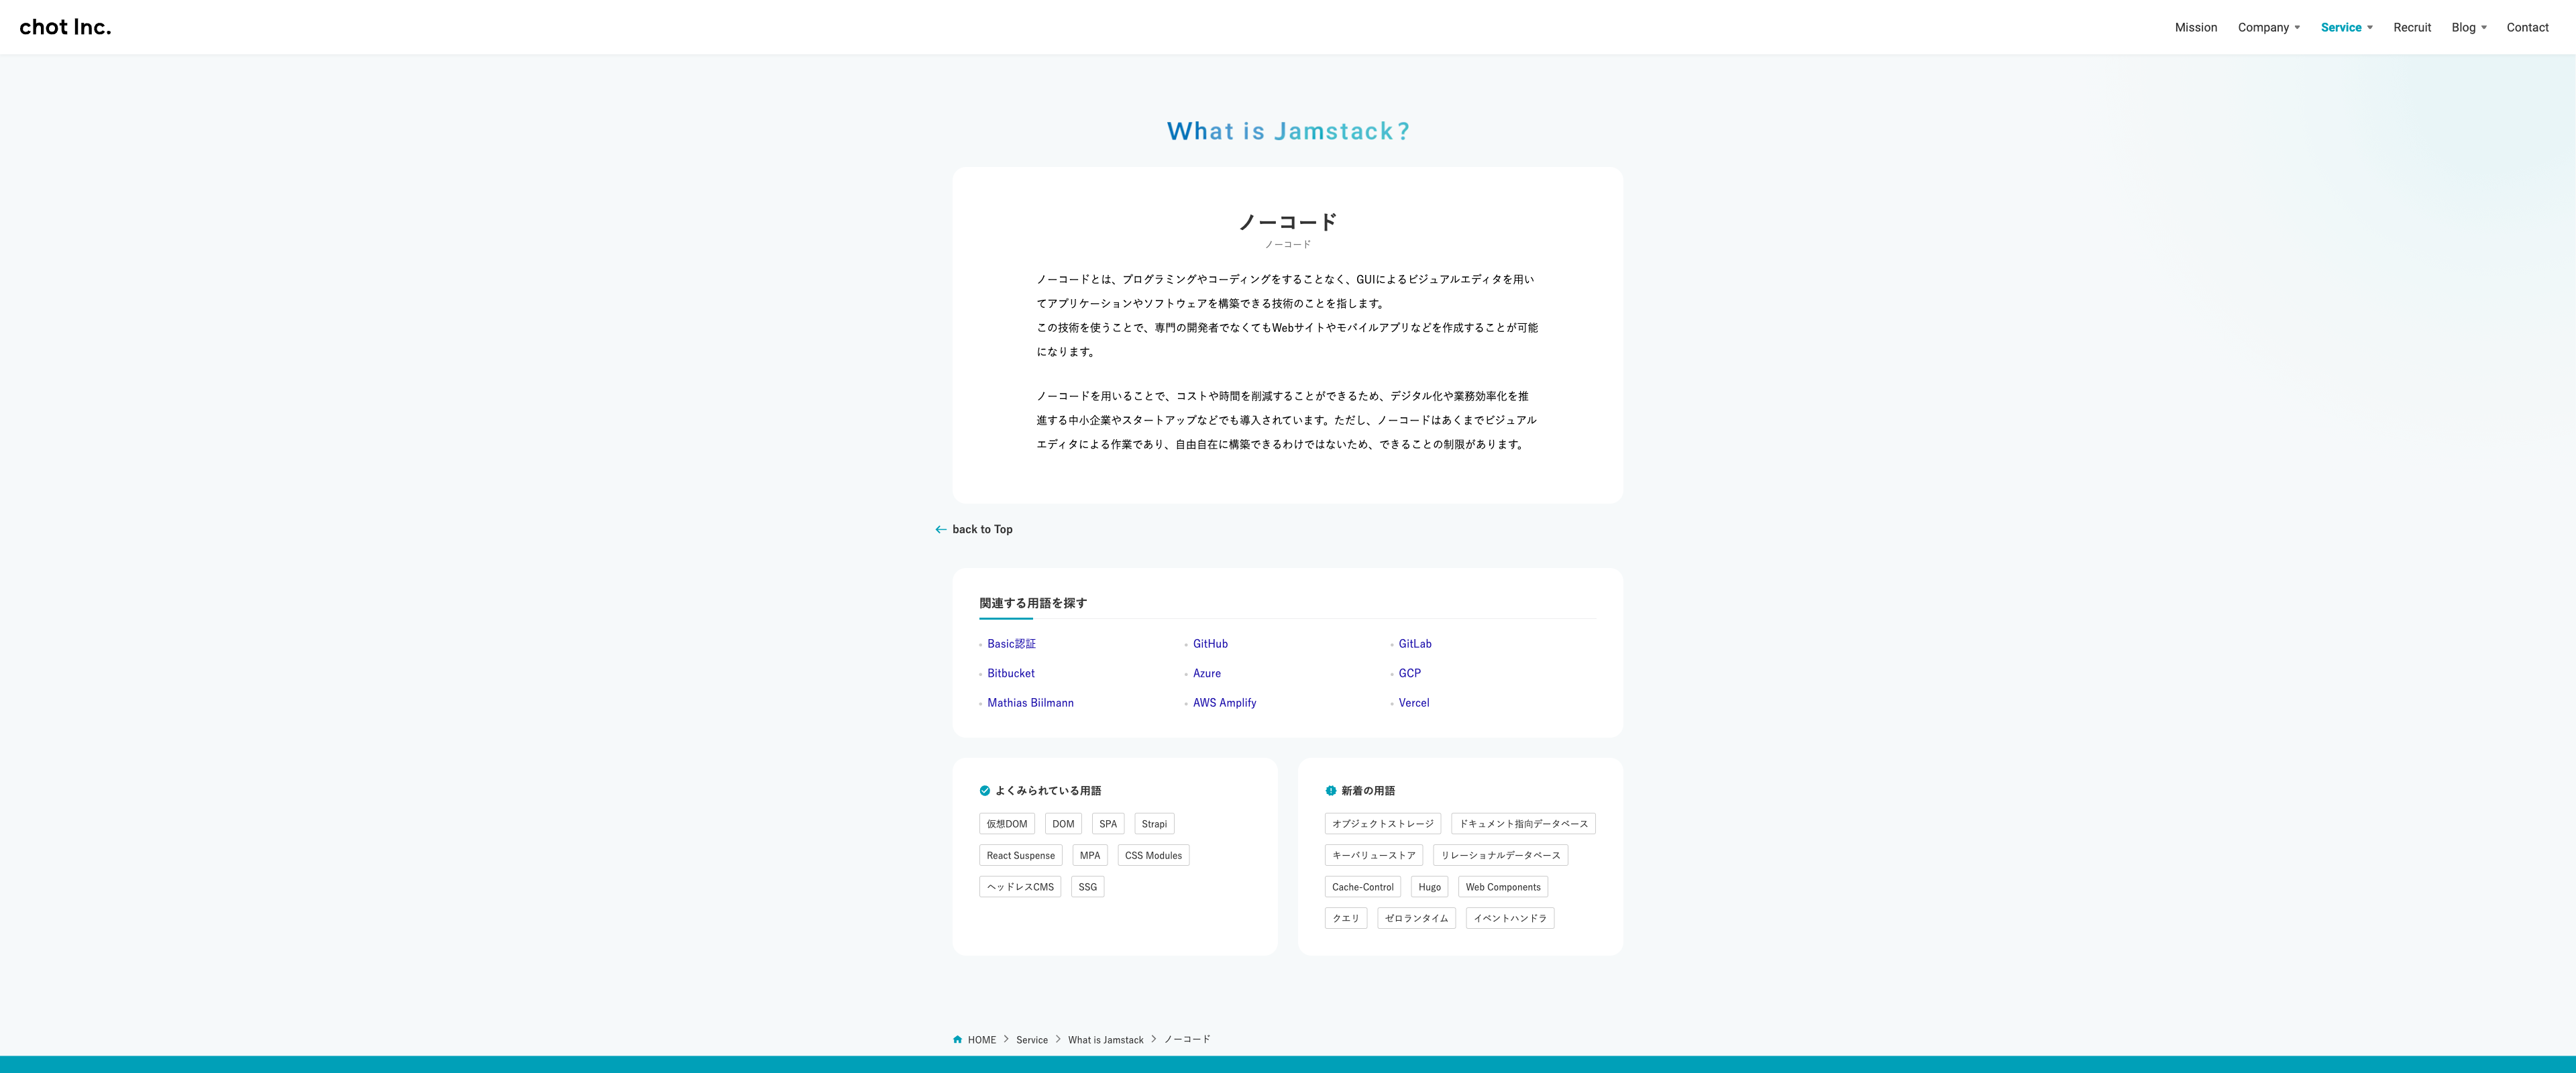 chot Inc.
Mission Company Service Recruit Blog Contact
What is Jamstack?
ノーコード
ノーコード
ノーコードとは、プログラミングやコーディングをすることなく、GUIによるビジュアルエディタを用い
てアプリケーションやソフトウェアを構築できる技術のことを指します。
この技術を使うことで、専門の開発者でなくてもWebサイトやモバイルアプリなどを作成することが可能
になります。
ノーコードを用いることで、コストや時間を削減することができるため、デジタル化や業務効率化を推
進する中小企業やスタートアップなどでも導入されています。ただし、ノーコードはあくまでビジュアル
エディタによる作業であり、自由自在に構築できるわけではないため、できることの制限があります。
back to Top
関連する用語を探す
Basic認証 GitHub GitLab
Bitbucket Azure GCP
Mathias Biilmann AWS Amplify Vercel
よくみられている用語
仮想DOM DOM SPA Strapi
React Suspense MPA CSS Modules
ヘッドレスCMS SSG
新着の用語
オブジェクトストレージ ドキュメント指向データベース
キーバリューストア リレーショナルデータベース
Cache-Control Hugo Web Components
クエリ ゼロランタイム イベントハンドラ
HOME Service What is Jamstack ノーコード